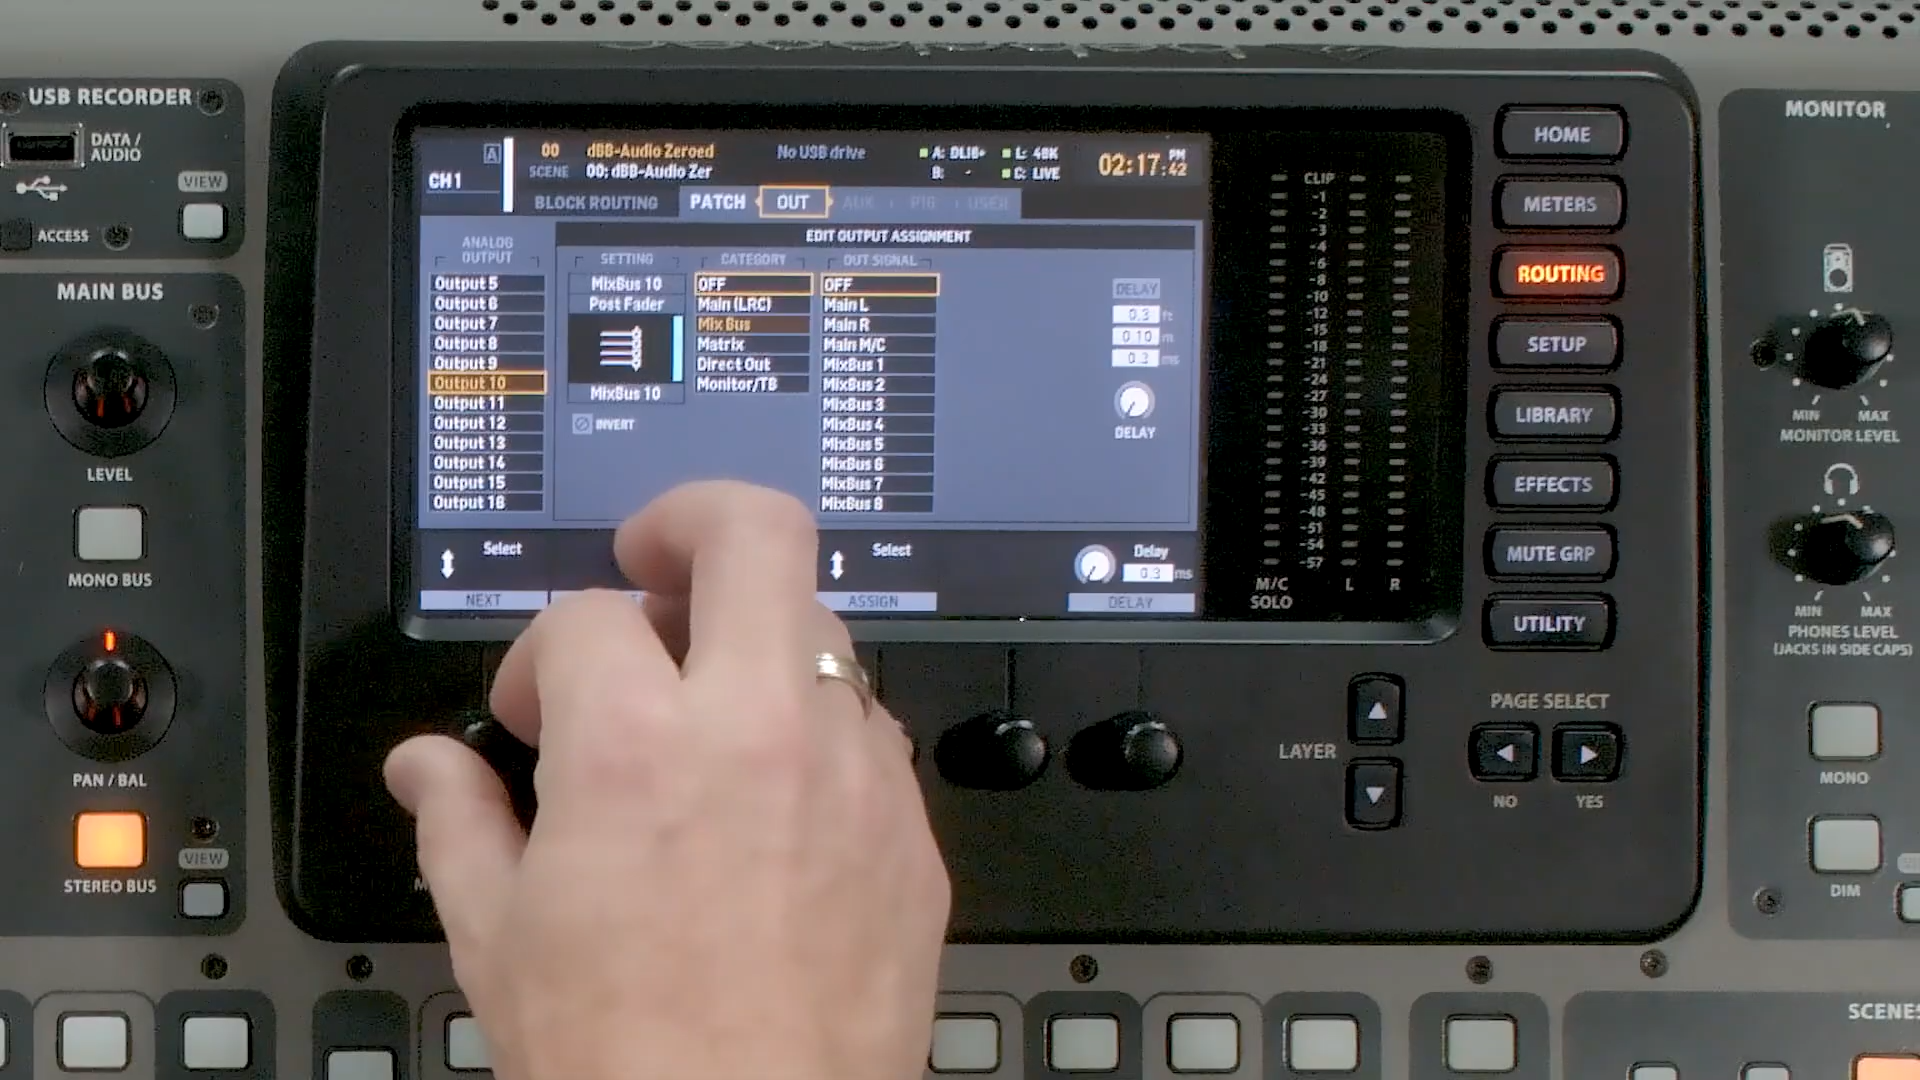 USB RECORDER
DATA /
AUDIO
VIEW
ACCESS
MAIN BUS
LEVEL
MONO BUS
PAN / BAL
VIEW
STEREO BUS
A
CH1
00
dBB-Audio Zeroed
No USB drive
A: DL16+
L: 48K
SCENE
00: dBB-Audio Zer
B: -
C: LIVE
02:17:42 PM
BLOCK ROUTING
PATCH
OUT
AUX
P16
USER
EDIT OUTPUT ASSIGNMENT
ANALOG
OUTPUT
Output 5
Output 6
Output 7
Output 8
Output 9
Output 10
Output 11
Output 12
Output 13
Output 14
Output 15
Output 16
SETTING
MixBus 10
Post Fader
MixBus 10
INVERT
CATEGORY
OFF
Main (LRC)
Mix Bus
Matrix
Direct Out
Monitor/TB
OUT SIGNAL
OFF
Main L
Main R
Main M/C
MixBus 1
MixBus 2
MixBus 3
MixBus 4
MixBus 5
MixBus 6
MixBus 7
MixBus 8
DELAY
0.3 ft
0.10 m
0.3 ms
DELAY
Select
NEXT
Select
ASSIGN
Delay
0.3 ms
DELAY
CLIP
-1
-2
-3
-4
-6
-8
-10
-12
-15
-18
-21
-24
-27
-30
-33
-36
-39
-42
-45
-48
-51
-54
-57
M/C
SOLO
L
R
HOME
METERS
ROUTING
SETUP
LIBRARY
EFFECTS
MUTE GRP
UTILITY
LAYER
PAGE SELECT
NO
YES
MONITOR
MIN
MAX
MONITOR LEVEL
MIN
MAX
PHONES LEVEL
(JACKS IN SIDE CAPS)
MONO
DIM
SCENES